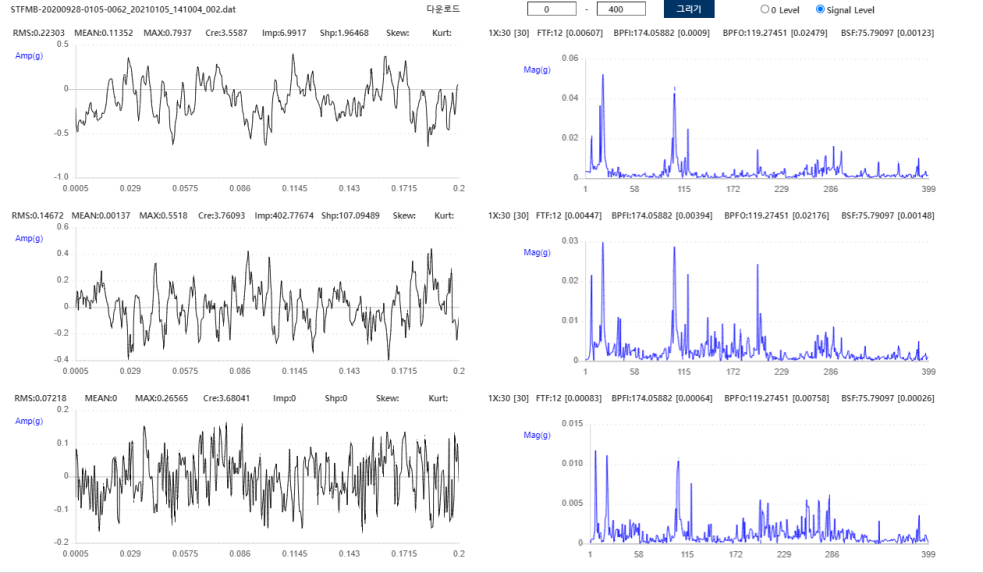 STFMB-20200928-0105-0062_20210105_141004_002.dat 다운로드 0 - 400 그리기 0 Level Signal Level
RMS:0.22303 MEAN:0.11352 MAX:0.7937 Cre:3.5587 Imp:6.9917 Shp:1.96468 Skew: Kurt:
Amp(g)
0.5
0
-0.5
-1.0
0.0005 0.029 0.0575 0.086 0.1145 0.143 0.1715 0.2
1X:30 [30] FTF:12 [0.00607] BPFI:174.05882 [0.0009] BPFO:119.27451 [0.02479] BSF:75.79097 [0.00123]
Mag(g)
0.06
0.04
0.02
0
1 58 115 172 229 286 399
RMS:0.14672 MEAN:0.00137 MAX:0.5518 Cre:3.76093 Imp:402.77674 Shp:107.09489 Skew: Kurt:
Amp(g)
0.6
0.4
0.2
0.0
-0.2
-0.4
0.0005 0.029 0.0575 0.086 0.1145 0.143 0.1715 0.2
1X:30 [30] FTF:12 [0.00447] BPFI:174.05882 [0.00394] BPFO:119.27451 [0.02176] BSF:75.79097 [0.00148]
Mag(g)
0.03
0.02
0.01
0
1 58 115 172 229 286 399
RMS:0.07218 MEAN:0 MAX:0.26565 Cre:3.68041 Imp:0 Shp:0 Skew: Kurt:
Amp(g)
0.2
0.1
0
-0.1
-0.2
0.0005 0.029 0.0575 0.086 0.1145 0.143 0.1715 0.2
1X:30 [30] FTF:12 [0.00083] BPFI:174.05882 [0.00064] BPFO:119.27451 [0.00758] BSF:75.79097 [0.00026]
Mag(g)
0.015
0.010
0.005
0
1 58 115 172 229 286 399